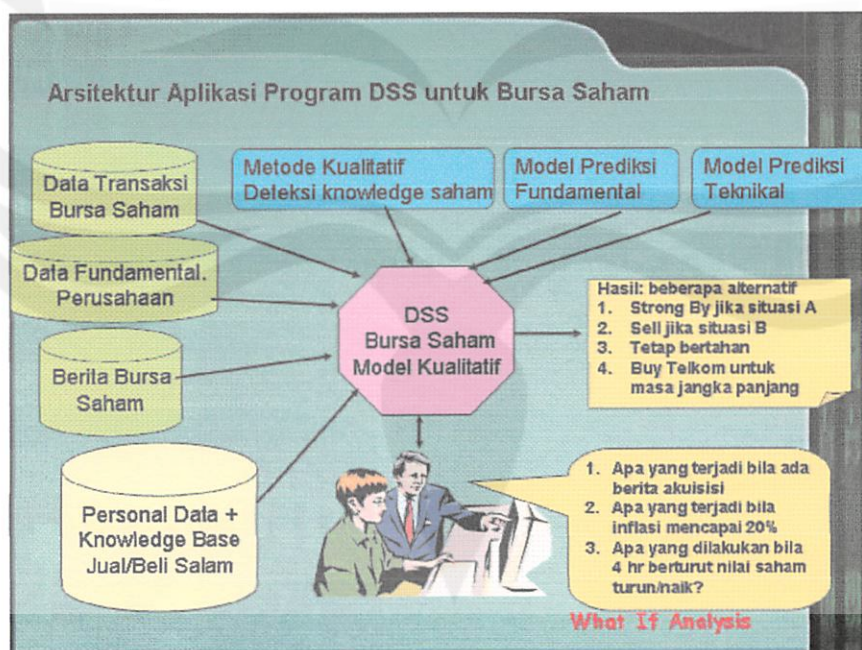 Arsitektur Aplikasi Program DSS untuk Bursa Saham
Data Transaksi
Bursa Saham
Metode Kualitatif
Deteksi knowledge saham
Model Prediksi
Fundamental
Model Prediksi
Teknikal
Data Fundamental.
Perusahaan
DSS
Bursa Saham
Model Kualitatif
Hasil: beberapa alternatif
1. Strong By jika situasi A
2. Sell jika situasi B
3. Tetap bertahan
4. Buy Telkom untuk
masa jangka panjang
Berita Bursa
Saham
Personal Data +
Knowledge Base
Jual/Beli Salam
1. Apa yang terjadi bila ada
berita akuisisi
2. Apa yang terjadi bila
inflasi mencapai 20%
3. Apa yang dilakukan bila
4 hr berturut nilai saham
turun/naik?
What If Analysis